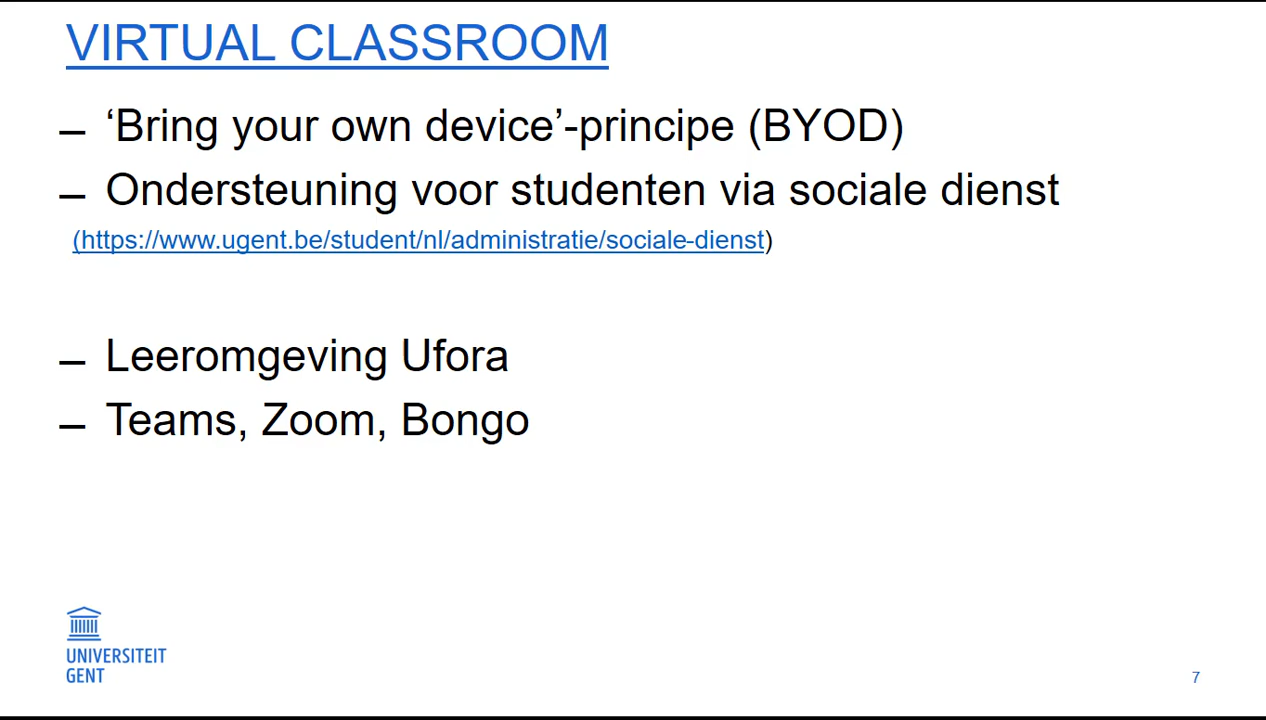 VIRTUAL CLASSROOM
– ‘Bring your own device’-principe (BYOD)
– Ondersteuning voor studenten via sociale dienst
(https://www.ugent.be/student/nl/administratie/sociale-dienst)
– Leeromgeving Ufora
– Teams, Zoom, Bongo
UNIVERSITEIT
GENT
7